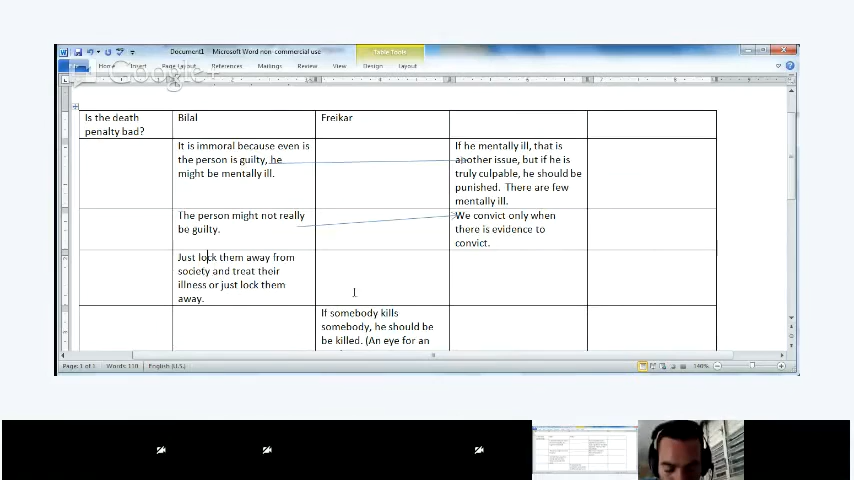 Document1 - Microsoft Word non-commercial use
Table Tools
Google+
Home
Insert
Page Layout
References
Mailings
Review
View
Design
Layout
Is the death
penalty bad?
Bilal
Freikar
It is immoral because even is
the person is guilty, he
might be mentally ill.
If he mentally ill, that is
another issue, but if he is
truly culpable, he should be
punished. There are few
mentally ill.
The person might not really
be guilty.
We convict only when
there is evidence to
convict.
Just lock them away from
society and treat their
illness or just lock them
away.
If somebody kills
somebody, he should be
be killed. (An eye for an
Page: 1 of 1
Words: 118
English (U.S.)
140%